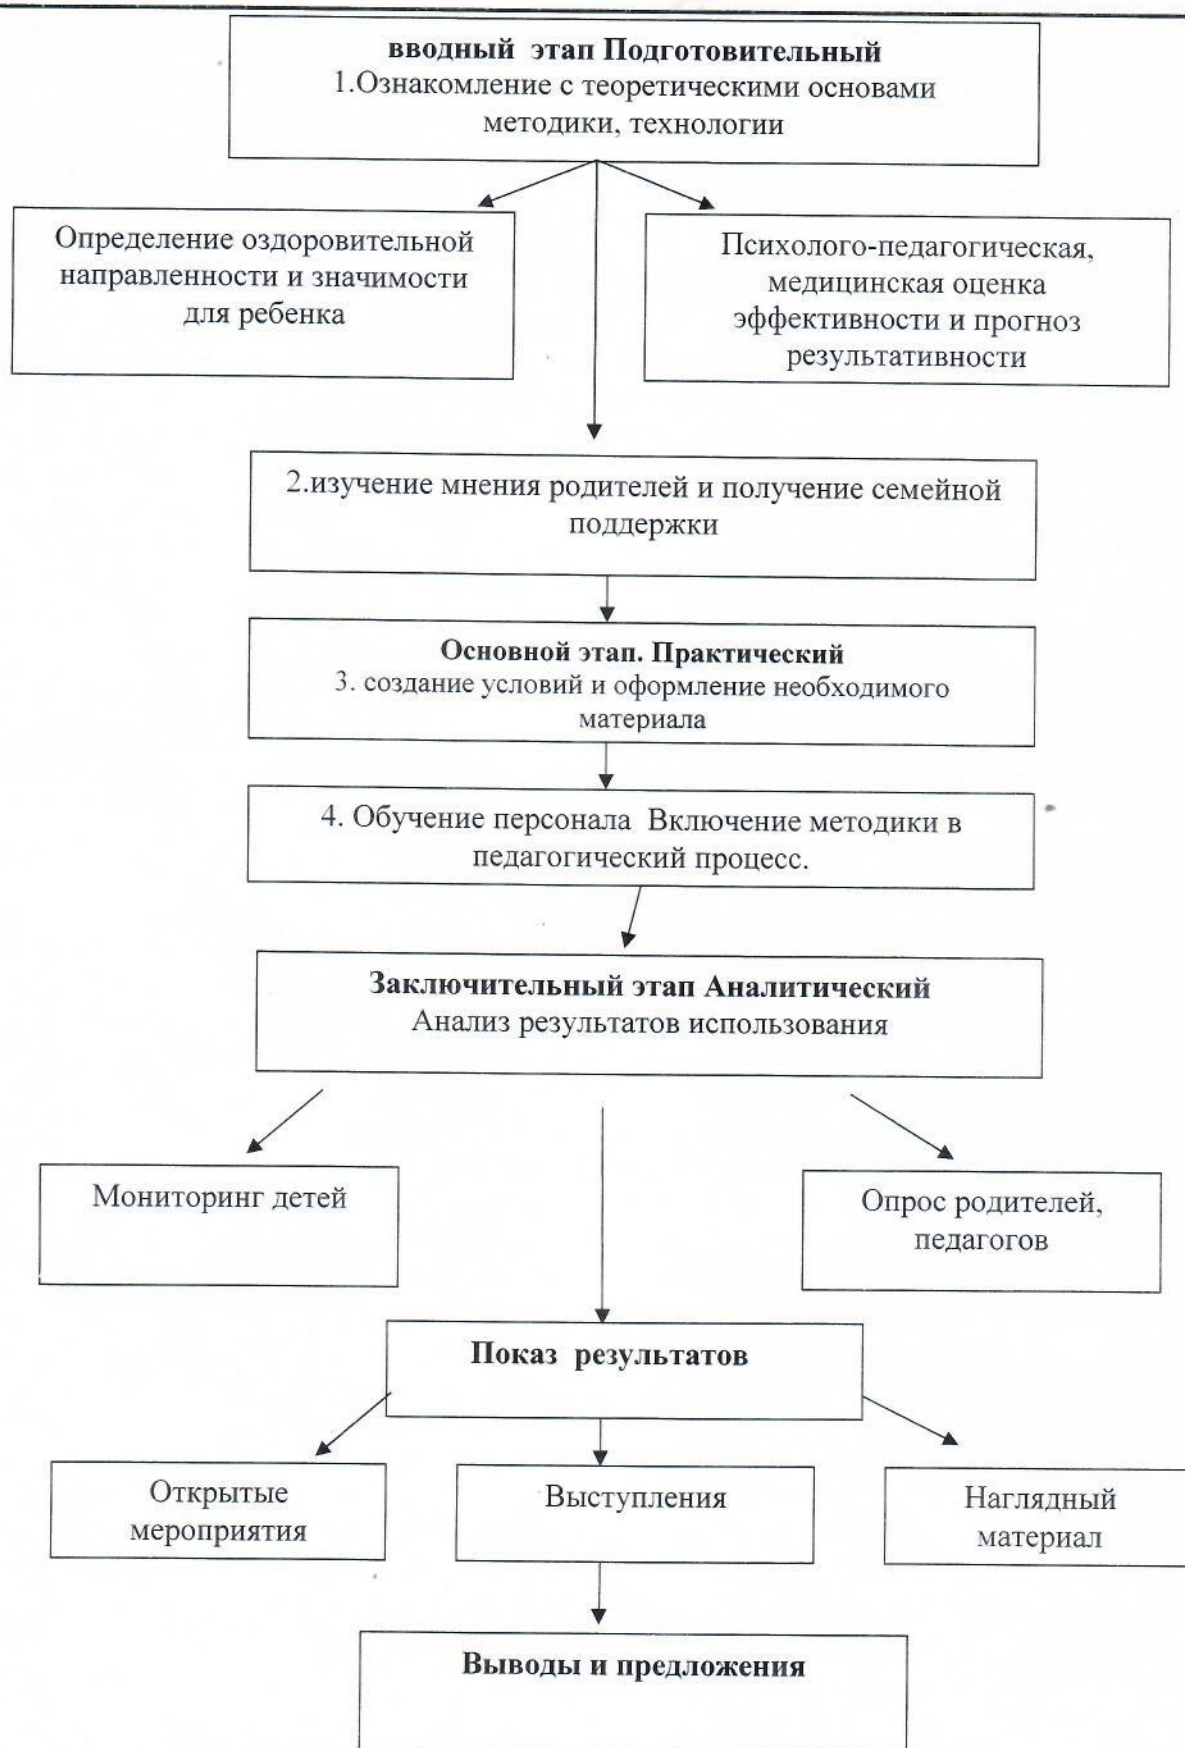 вводный этап Подготовительный
1.Ознакомление с теоретическими основами
методики, технологии
Определение оздоровительной
направленности и значимости
для ребенка
Психолого-педагогическая,
медицинская оценка
эффективности и прогноз
результативности
2.изучение мнения родителей и получение семейной
поддержки
Основной этап. Практический
3. создание условий и оформление необходимого
материала
4. Обучение персонала Включение методики в
педагогический процесс.
Заключительный этап Аналитический
Анализ результатов использования
Мониторинг детей
Опрос родителей,
педагогов
Показ результатов
Открытые
мероприятия
Выступления
Наглядный
материал
Выводы и предложения